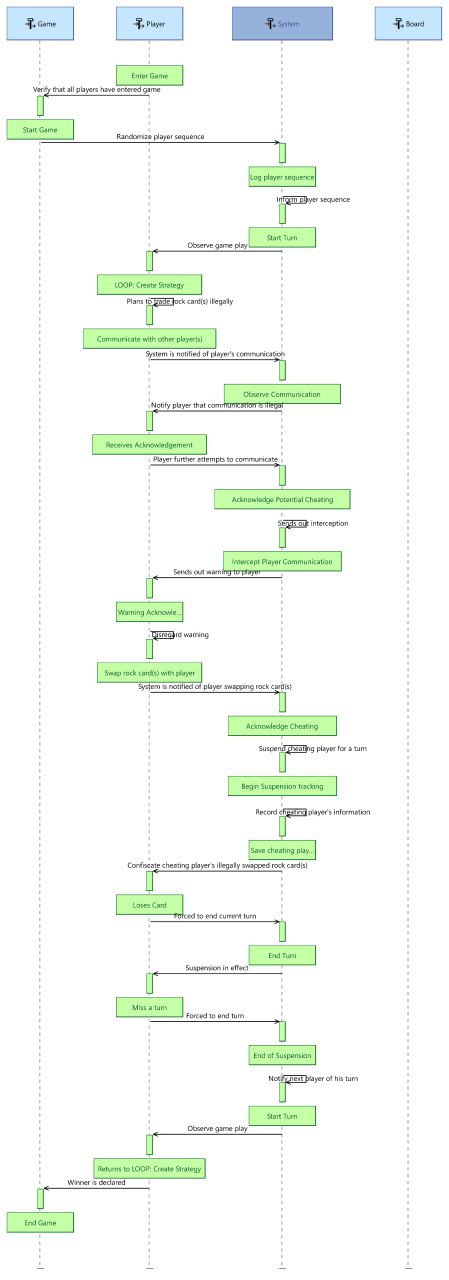 Game
Player
System
Board
Enter Game
Verify that all players have entered game
Start Game
Randomize player sequence
Log player sequence
Inform player sequence
Start Turn
Observe game play
LOOP: Create Strategy
Plans to trade rock card(s) illegally
Communicate with other player(s)
System is notified of player's communication
Observe Communication
Notify player that communication is illegal
Receives Acknowledgement
Player further attempts to communicate
Acknowledge Potential Cheating
Sends out interception
Intercept Player Communication
Sends out warning to player
Warning Acknowle...
Disregard warning
Swap rock card(s) with player
System is notified of player swapping rock card(s)
Acknowledge Cheating
Suspend cheating player for a turn
Begin Suspension tracking
Record cheating player's information
Save cheating play...
Confiscate cheating player's illegally swapped rock card(s)
Loses Card
Forced to end current turn
End Turn
Suspension in effect
Miss a turn
Forced to end turn
End of Suspension
Notify next player of his turn
Start Turn
Observe game play
Returns to LOOP: Create Strategy
Winner is declared
End Game